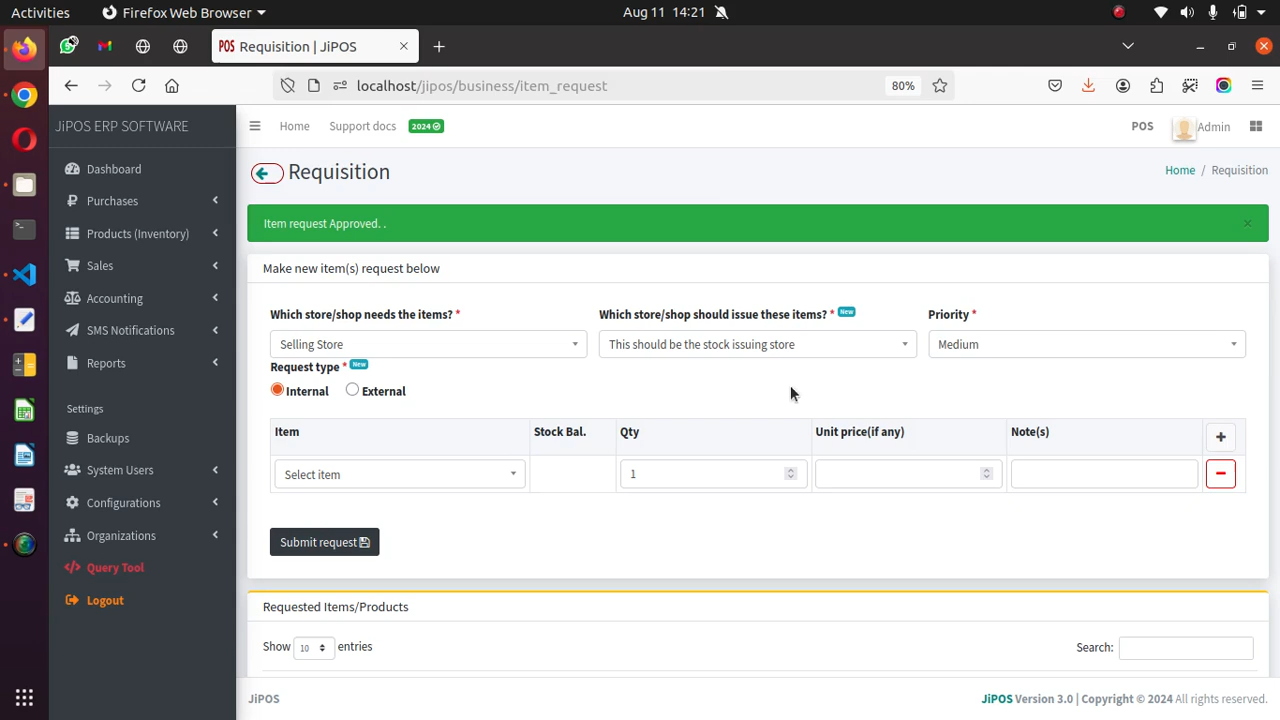 Activities
Firefox Web Browser
Aug 11 14:21
POS Requisition | JiPOS
localhost/jipos/business/item_request
80%
JiPOS ERP SOFTWARE
Home
Support docs
2024
POS
Admin
Dashboard
Purchases
Products (Inventory)
Sales
Accounting
SMS Notifications
Reports
Settings
Backups
System Users
Configurations
Organizations
Query Tool
Logout
Requisition
Home / Requisition
Item request Approved. .
×
Make new item(s) request below
Which store/shop needs the items? *
Which store/shop should issue these items? * New
Priority *
Selling Store
This should be the stock issuing store
Medium
Request type * New
Internal
External
Item
Stock Bal.
Qty
Unit price(if any)
Note(s)
Select item
1
Submit request
Requested Items/Products
Show 10 entries
Search:
JiPOS
JiPOS Version 3.0 | Copyright © 2024 All rights reserved.